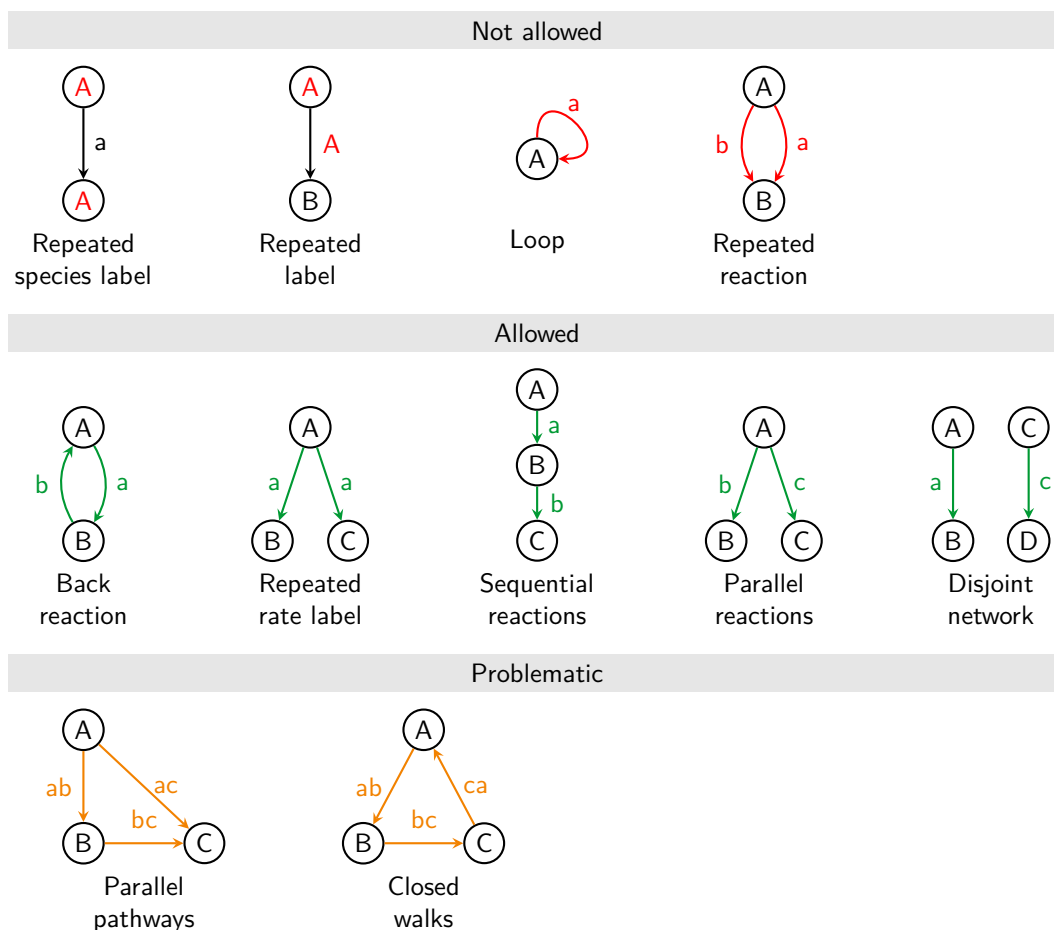 Not allowed
A
a
A
Repeated
species label
A
A
B
Repeated
label
a
A
Loop
A
b
a
B
Repeated
reaction
Allowed
A
b
a
B
Back
reaction
A
a
a
B
C
Repeated
rate label
A
a
B
b
C
Sequential
reactions
A
b
c
B
C
Parallel
reactions
A
C
a
c
B
D
Disjoint
network
Problematic
A
ab
ac
bc
B
C
Parallel
pathways
A
ab
ca
bc
B
C
Closed
walks